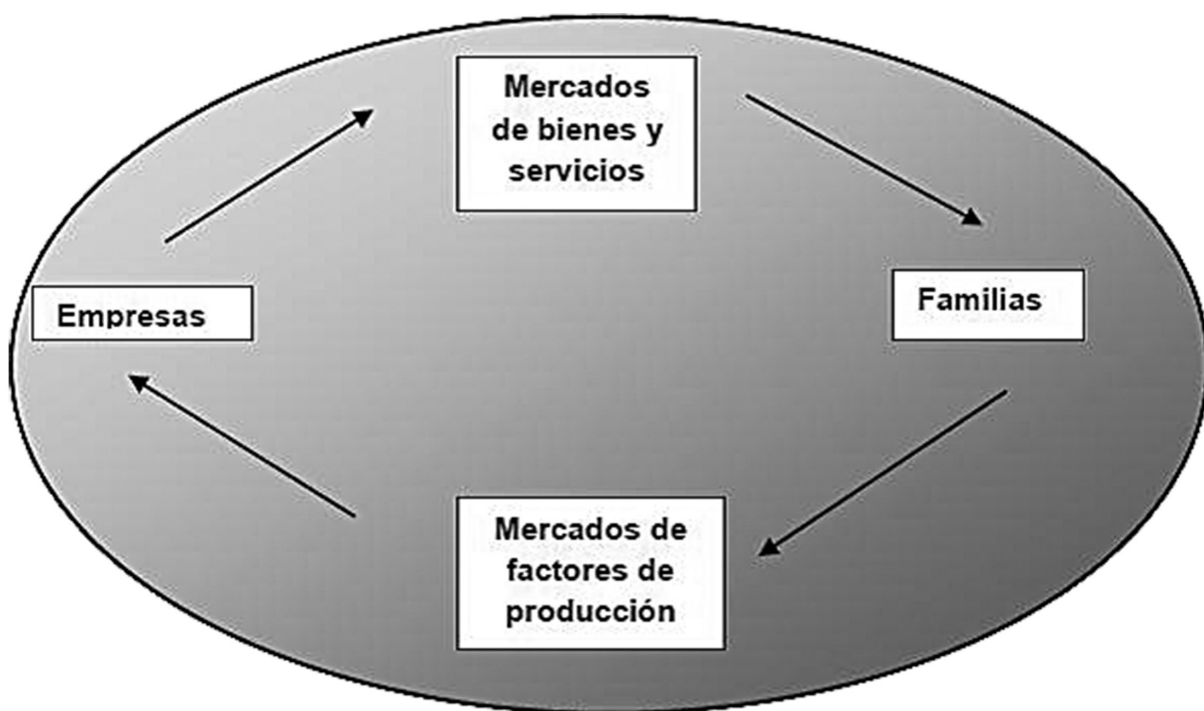 Mercados
de bienes y
servicios
Empresas
Familias
Mercados de
factores de
producción